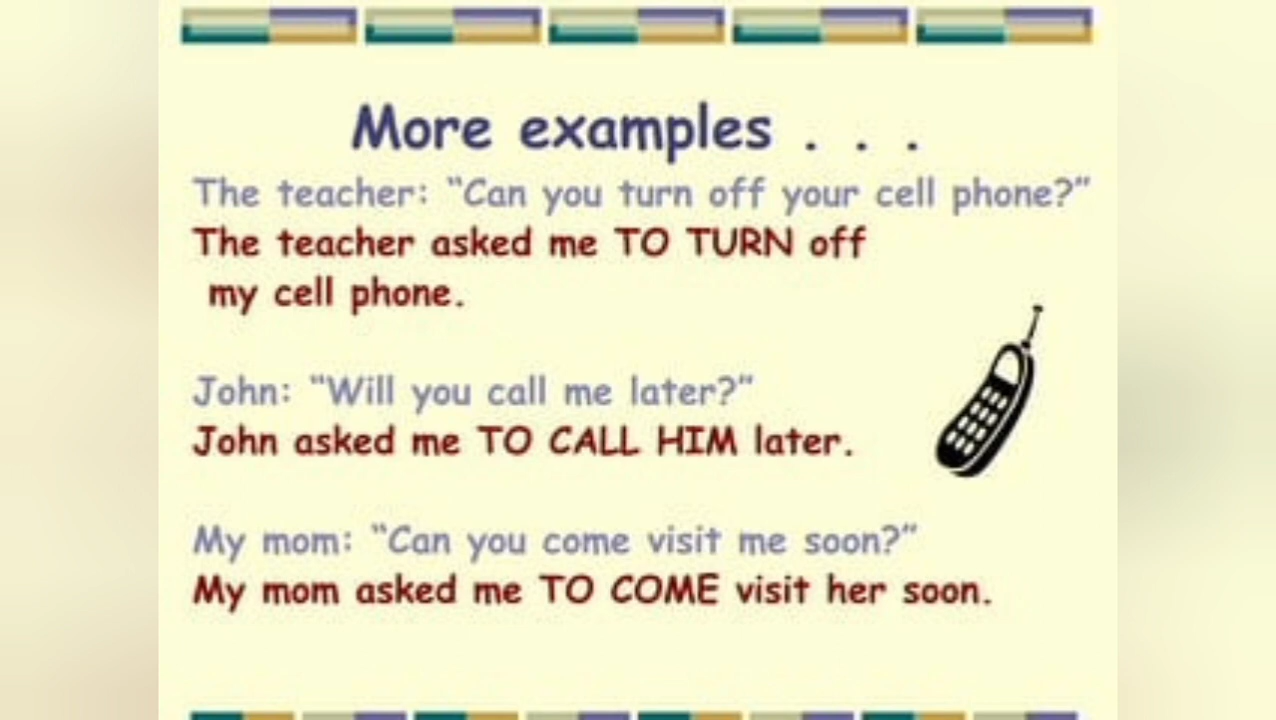 More examples . . .
The teacher: “Can you turn off your cell phone?”
The teacher asked me TO TURN off
my cell phone.
John: “Will you call me later?”
John asked me TO CALL HIM later.
My mom: “Can you come visit me soon?”
My mom asked me TO COME visit her soon.